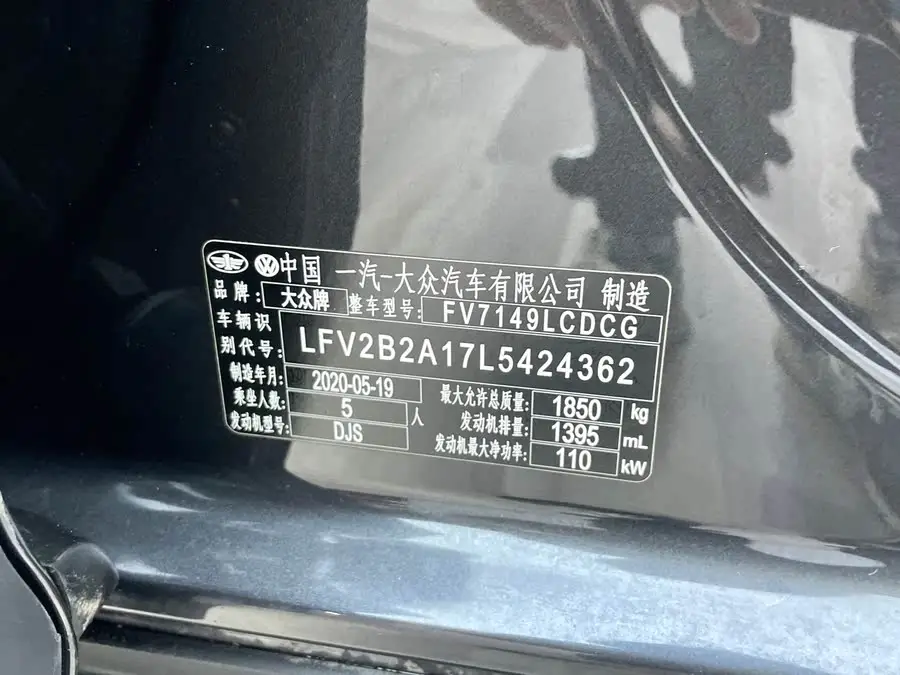 中国 一汽-大众汽车有限公司 制造
品牌: 大众牌 整车型号: FV7149LCDCG
车辆识别代号: LFV2B2A17L5424362
制造年月: 2020-05-19 最大允许总质量: 1850 kg
乘坐人数: 5 人 发动机排量: 1395 mL
发动机型号: DJS 发动机最大净功率: 110 kW